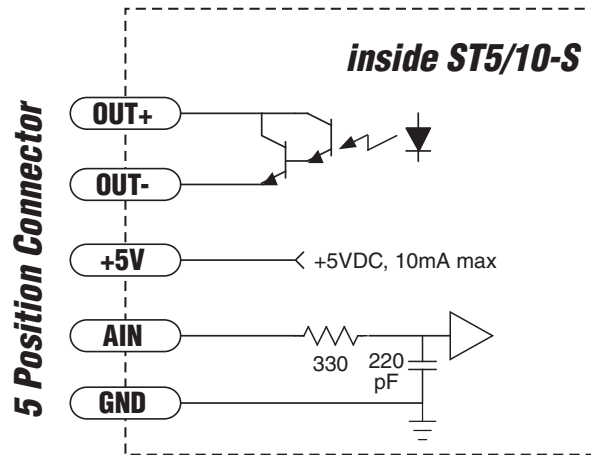 inside ST5/10-S
5 Position Connector
OUT+
OUT-
+5V
+5VDC, 10mA max
AIN
330
220
pF
GND